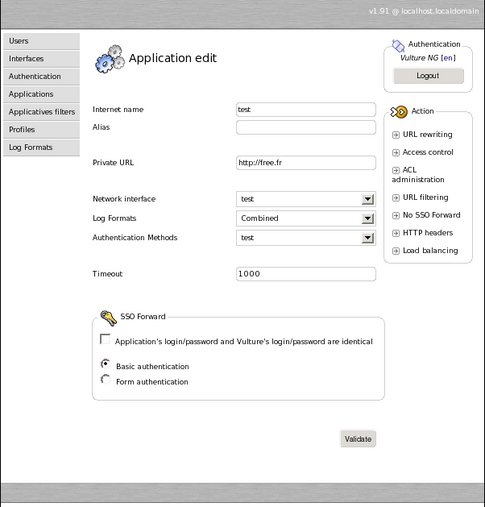 v1.91 @ localhost.localdomain
Users
Interfaces
Authentication
Applications
Applicatives filters
Profiles
Log Formats
Application edit
Internet name
test
Alias
Private URL
http://free.fr
Network interface
test
Log Formats
Combined
Authentication Methods
test
Timeout
1000
SSO Forward
Application's login/password and Vulture's login/password are identical
Basic authentication
Form authentication
Validate
Authentication
Vulture NG [en]
Logout
Action
URL rewriting
Access control
ACL
administration
URL filtering
No SSO Forward
HTTP headers
Load balancing